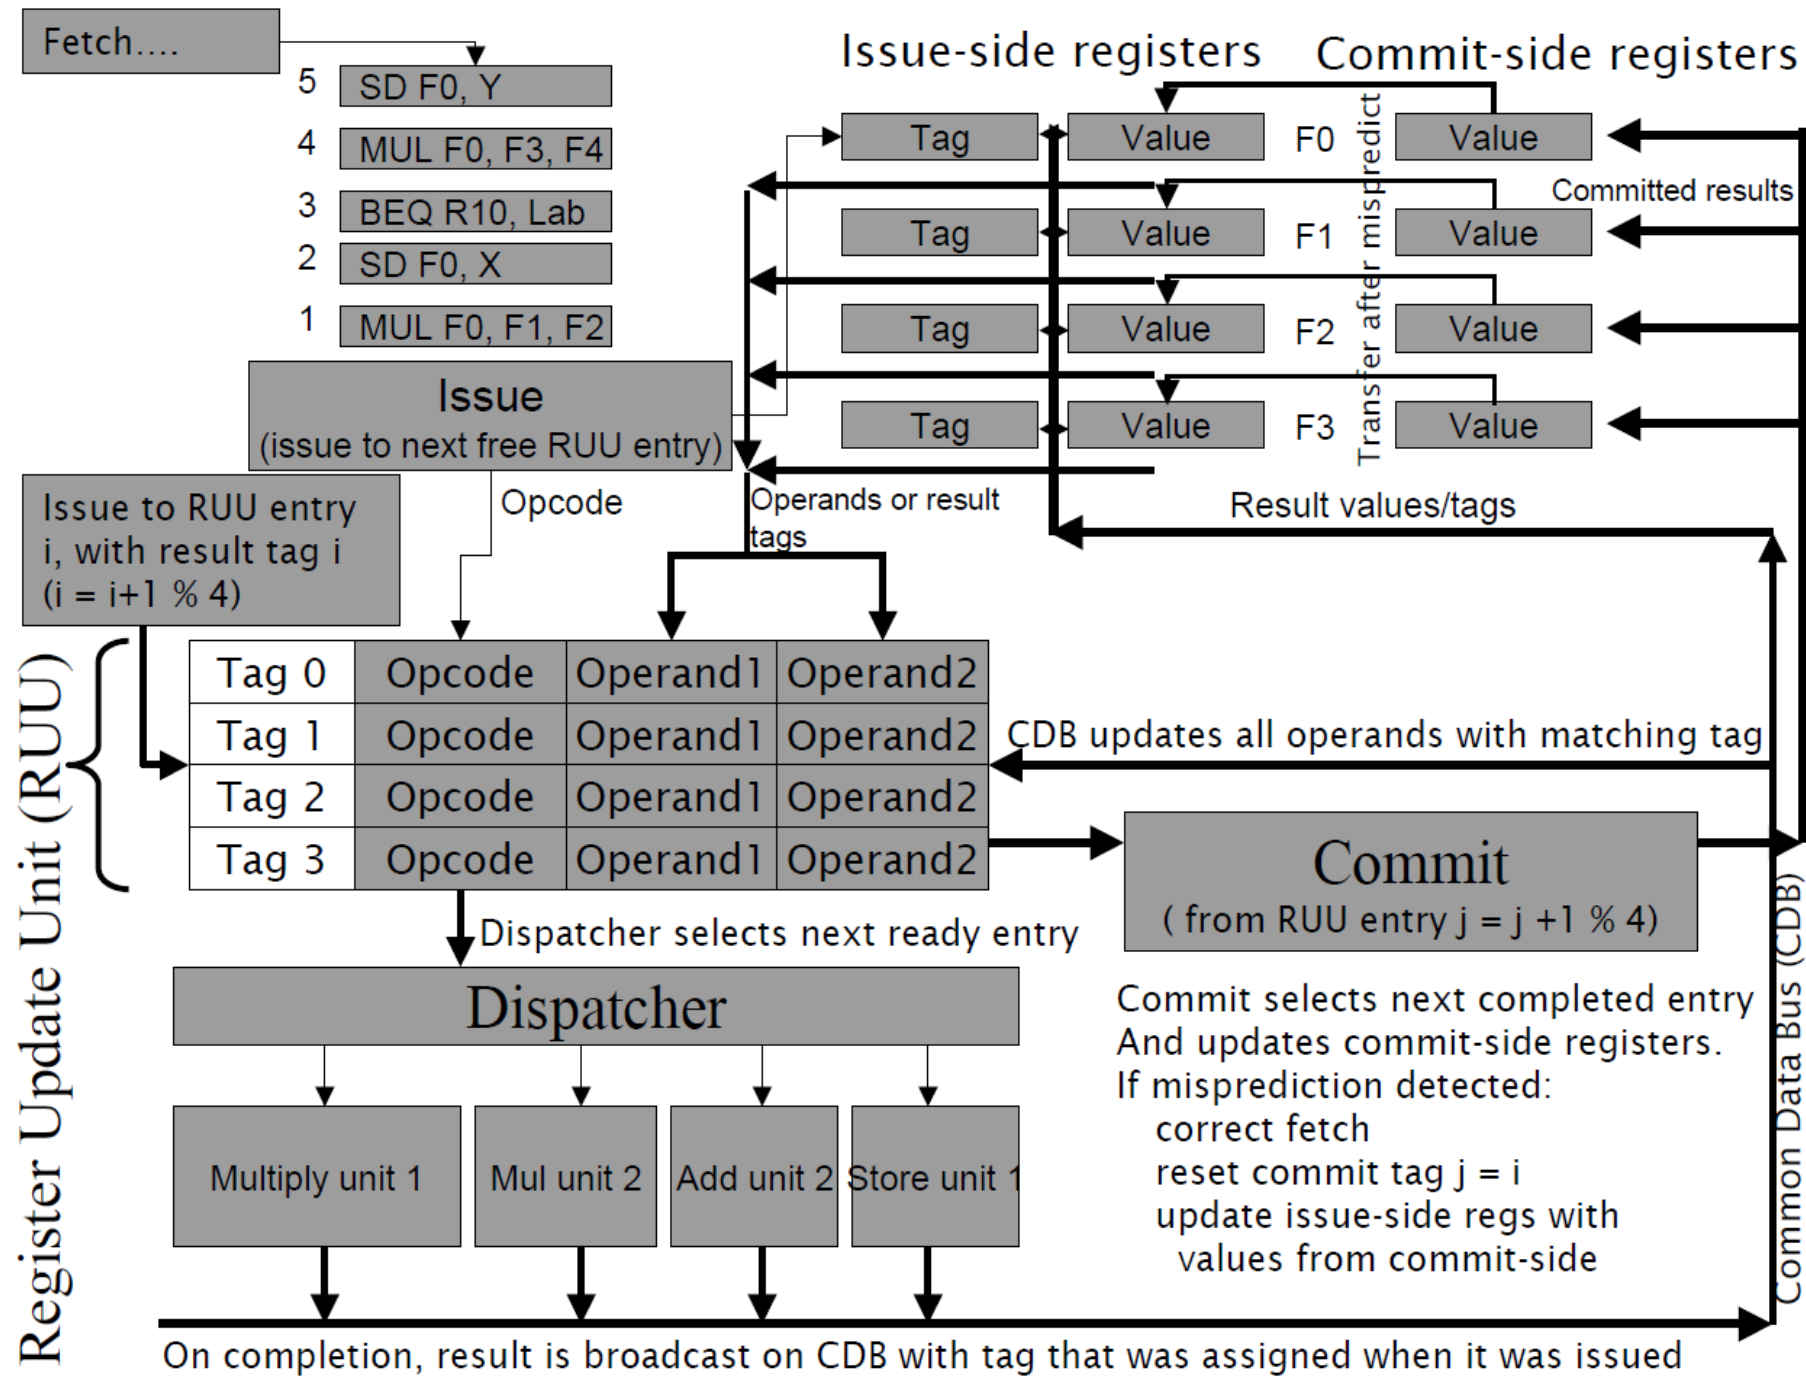 Fetch....
Issue-side registers
Commit-side registers
5
SD F0, Y
4
MUL F0, F3, F4
3
BEQ R10, Lab
2
SD F0, X
1
MUL F0, F1, F2
Tag
Value
F0
Value
Tag
Value
F1
Value
Tag
Value
F2
Value
Tag
Value
F3
Value
Transfer after mispredict
Committed results
Issue
(issue to next free RUU entry)
Issue to RUU entry
i, with result tag i
(i = i+1 % 4)
Opcode
Operands or result
tags
Result values/tags
Register Update Unit (RUU)
Tag 0 Opcode Operand1 Operand2
Tag 1 Opcode Operand1 Operand2
Tag 2 Opcode Operand1 Operand2
Tag 3 Opcode Operand1 Operand2
CDB updates all operands with matching tag
Commit
( from RUU entry j = j +1 % 4)
Dispatcher selects next ready entry
Dispatcher
Multiply unit 1
Mul unit 2
Add unit 2
Store unit 1
Commit selects next completed entry
And updates commit-side registers.
If misprediction detected:
correct fetch
reset commit tag j = i
update issue-side regs with
values from commit-side
Common Data Bus (CDB)
On completion, result is broadcast on CDB with tag that was assigned when it was issued